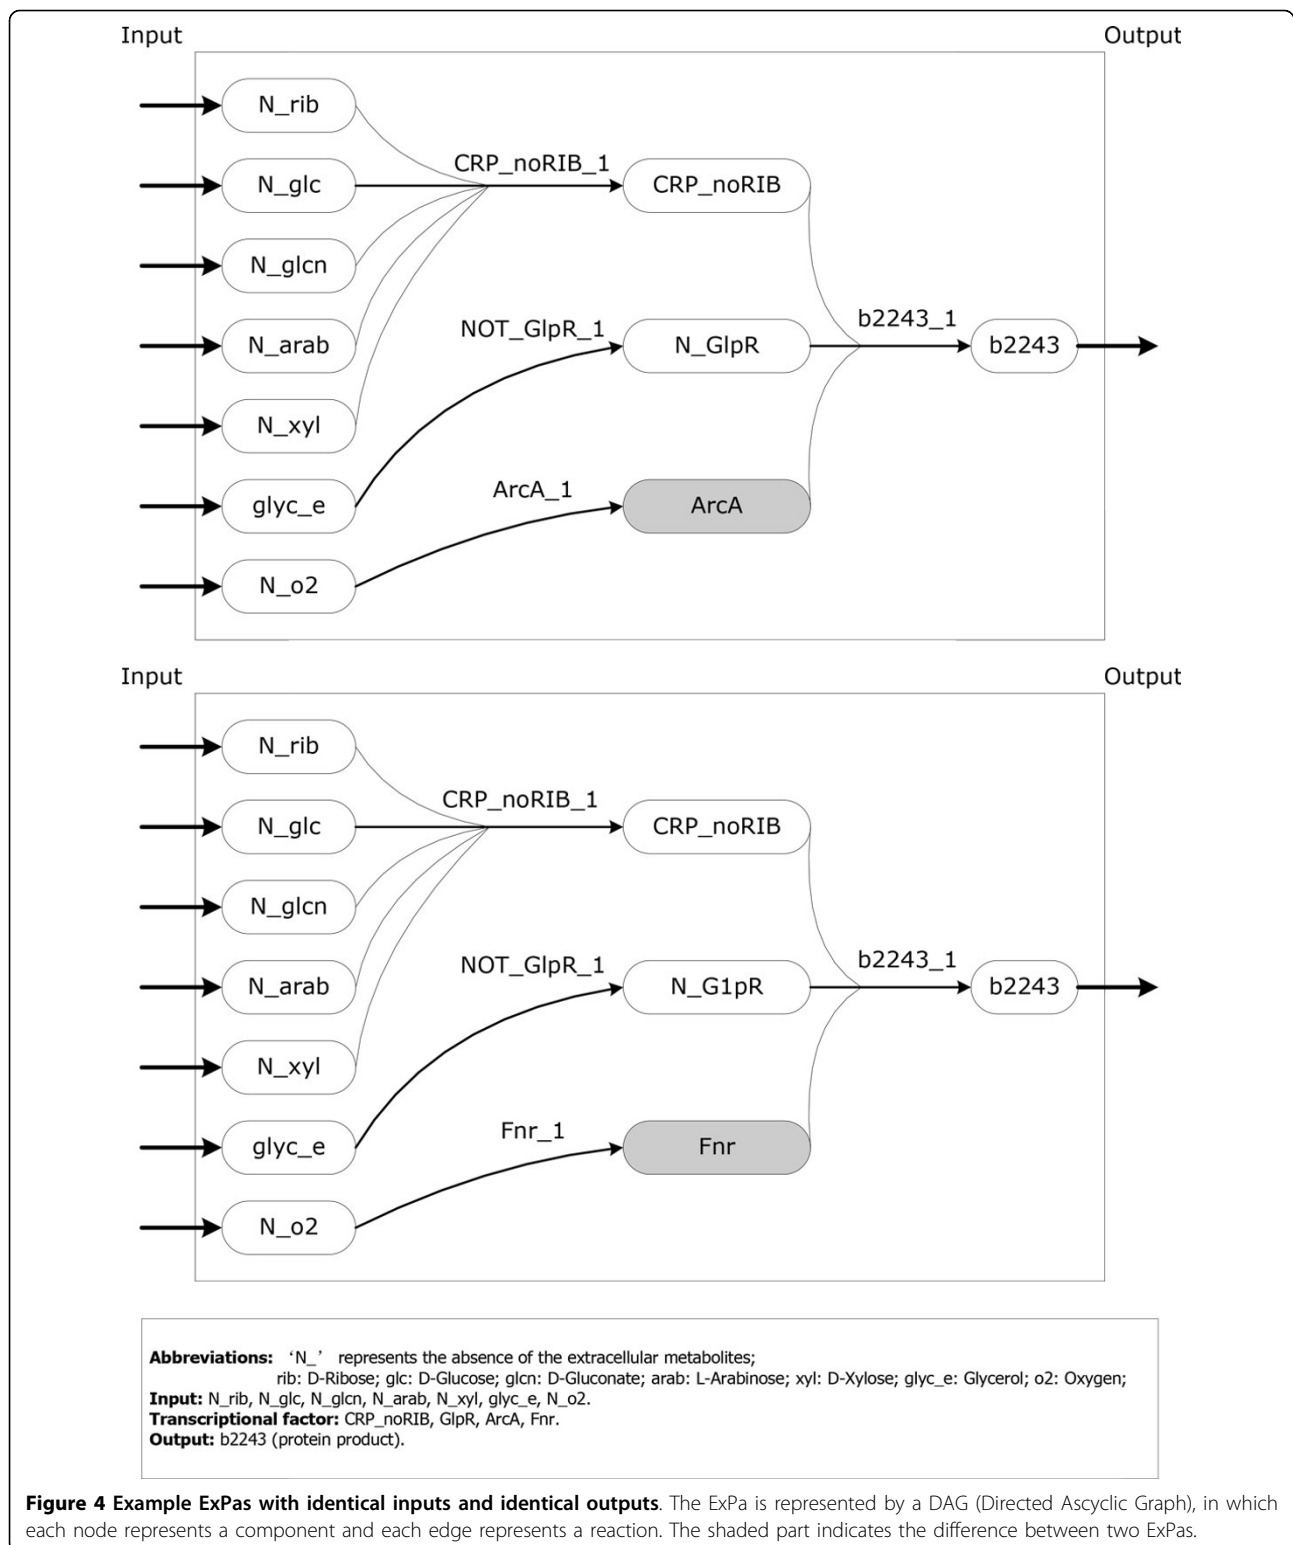 Input Output
N_rib
CRP_noRIB_1
N_glc CRP_noRIB
N_glcn
NOT_GlpR_1 b2243_1
N_arab N_GlpR b2243
N_xyl
ArcA_1
glyc_e ArcA
N_o2
Input Output
N_rib
CRP_noRIB_1
N_glc CRP_noRIB
N_glcn
NOT_GlpR_1 b2243_1
N_arab N_G1pR b2243
N_xyl
Fnr_1
glyc_e Fnr
N_o2
Abbreviations: ‘N_’ represents the absence of the extracellular metabolites;
rib: D-Ribose; glc: D-Glucose; glcn: D-Gluconate; arab: L-Arabinose; xyl: D-Xylose; glyc_e: Glycerol; o2: Oxygen;
Input: N_rib, N_glc, N_glcn, N_arab, N_xyl, glyc_e, N_o2.
Transcriptional factor: CRP_noRIB, GlpR, ArcA, Fnr.
Output: b2243 (protein product).
Figure 4 Example ExPas with identical inputs and identical outputs. The ExPa is represented by a DAG (Directed Ascyclic Graph), in which
each node represents a component and each edge represents a reaction. The shaded part indicates the difference between two ExPas.